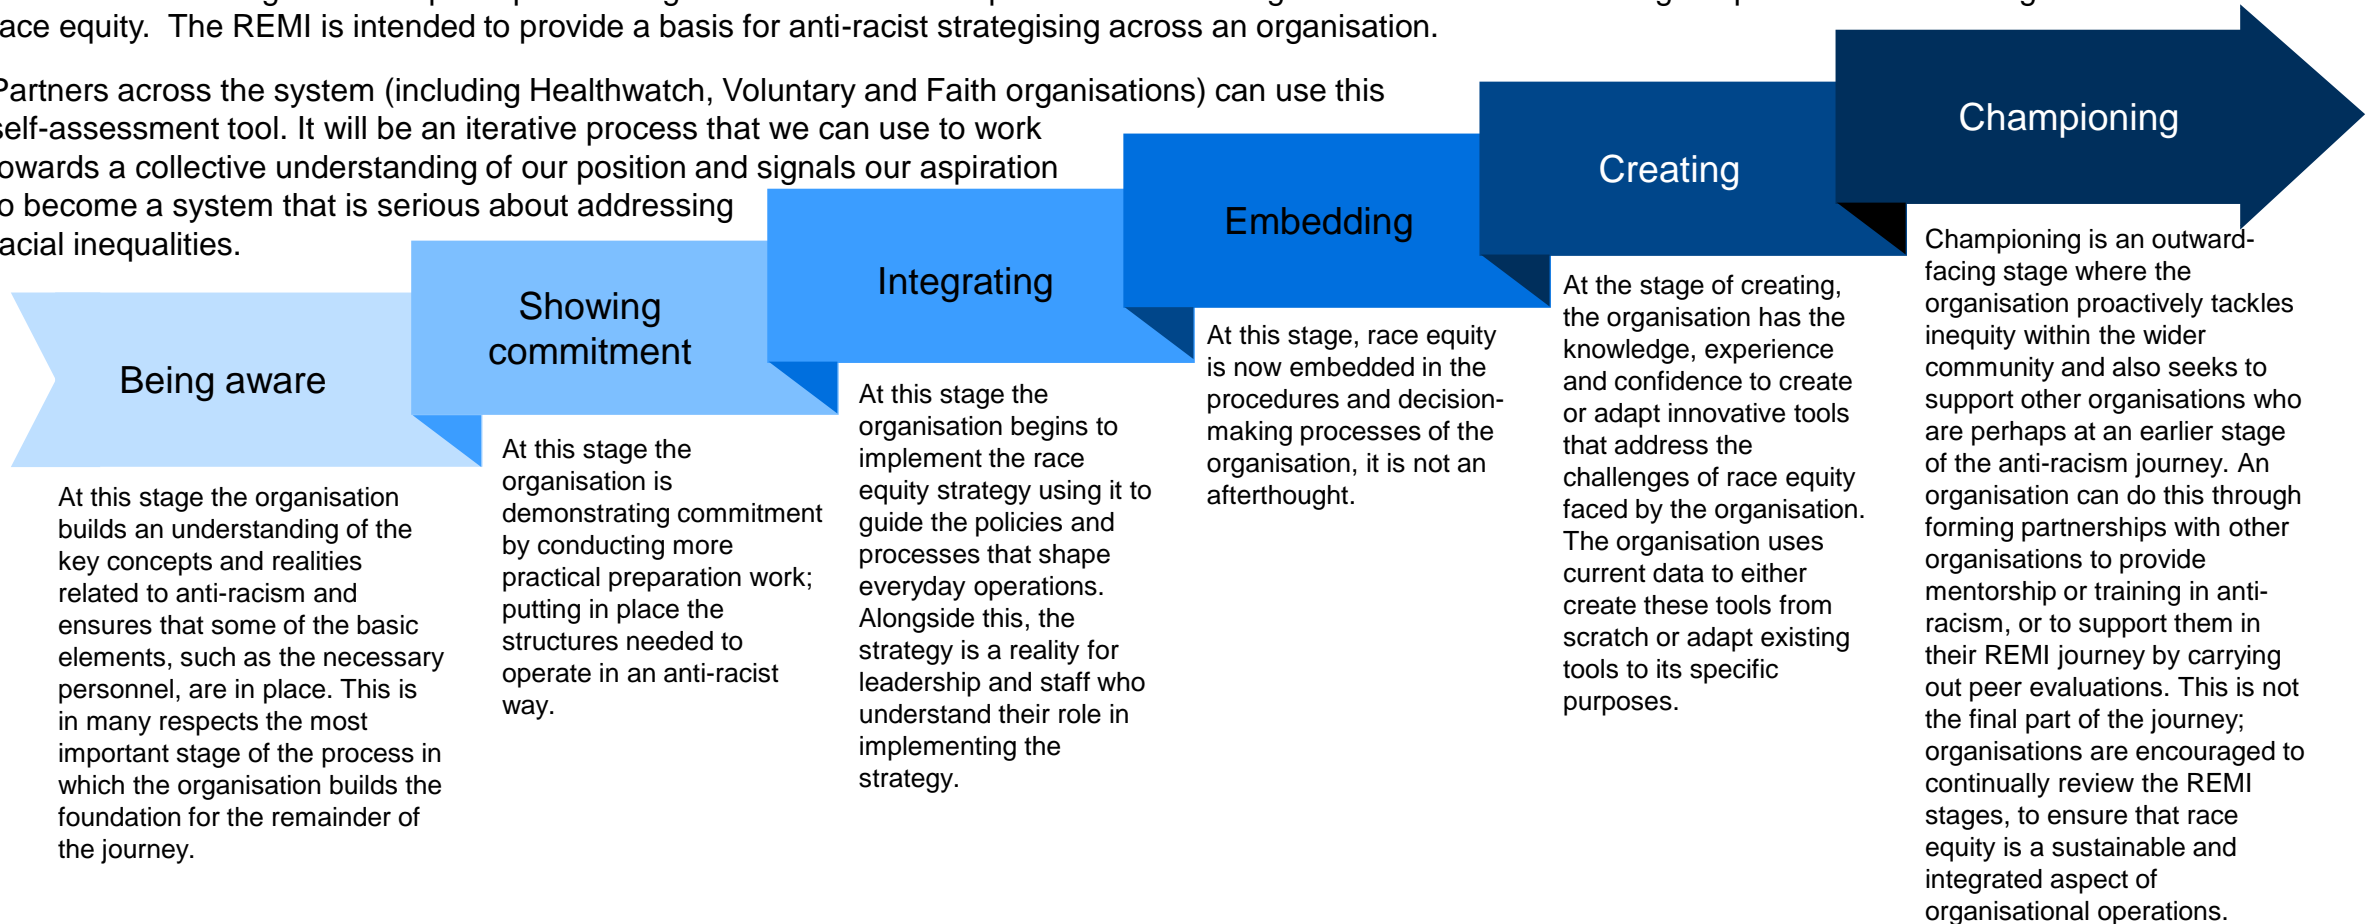 race equity.  The REMI is intended to provide a basis for anti-racist strategising across an organisation.
Partners across the system (including Healthwatch, Voluntary and Faith organisations) can use this
self-assessment tool. It will be an iterative process that we can use to work
towards a collective understanding of our position and signals our aspiration
to become a system that is serious about addressing
racial inequalities.
Being aware
At this stage the organisation
builds an understanding of the
key concepts and realities
related to anti-racism and
ensures that some of the basic
elements, such as the necessary
personnel, are in place. This is
in many respects the most
important stage of the process in
which the organisation builds the
foundation for the remainder of
the journey.
Showing
commitment
At this stage the
organisation is
demonstrating commitment
by conducting more
practical preparation work;
putting in place the
structures needed to
operate in an anti-racist
way.
Integrating
At this stage the
organisation begins to
implement the race
equity strategy using it to
guide the policies and
processes that shape
everyday operations.
Alongside this, the
strategy is a reality for
leadership and staff who
understand their role in
implementing the
strategy.
Embedding
At this stage, race equity
is now embedded in the
procedures and decision-
making processes of the
organisation, it is not an
afterthought.
Creating
At the stage of creating,
the organisation has the
knowledge, experience
and confidence to create
or adapt innovative tools
that address the
challenges of race equity
faced by the organisation.
The organisation uses
current data to either
create these tools from
scratch or adapt existing
tools to its specific
purposes.
Championing
Championing is an outward-
facing stage where the
organisation proactively tackles
inequity within the wider
community and also seeks to
support other organisations who
are perhaps at an earlier stage
of the anti-racism journey. An
organisation can do this through
forming partnerships with other
organisations to provide
mentorship or training in anti-
racism, or to support them in
their REMI journey by carrying
out peer evaluations. This is not
the final part of the journey;
organisations are encouraged to
continually review the REMI
stages, to ensure that race
equity is a sustainable and
integrated aspect of
organisational operations.